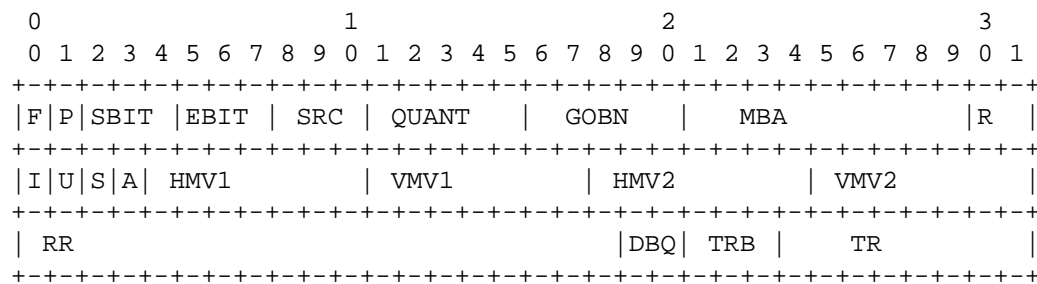 0                   1                   2                   3
 0 1 2 3 4 5 6 7 8 9 0 1 2 3 4 5 6 7 8 9 0 1 2 3 4 5 6 7 8 9 0 1
+-+-+-+-+-+-+-+-+-+-+-+-+-+-+-+-+-+-+-+-+-+-+-+-+-+-+-+-+-+-+-+-+
|F|P|SBIT |EBIT | SRC | QUANT   |  GOBN   |   MBA             |R  |
+-+-+-+-+-+-+-+-+-+-+-+-+-+-+-+-+-+-+-+-+-+-+-+-+-+-+-+-+-+-+-+-+
|I|U|S|A| HMV1        | VMV1        | HMV2        | VMV2        |
+-+-+-+-+-+-+-+-+-+-+-+-+-+-+-+-+-+-+-+-+-+-+-+-+-+-+-+-+-+-+-+-+
| RR                                  |DBQ| TRB |    TR         |
+-+-+-+-+-+-+-+-+-+-+-+-+-+-+-+-+-+-+-+-+-+-+-+-+-+-+-+-+-+-+-+-+